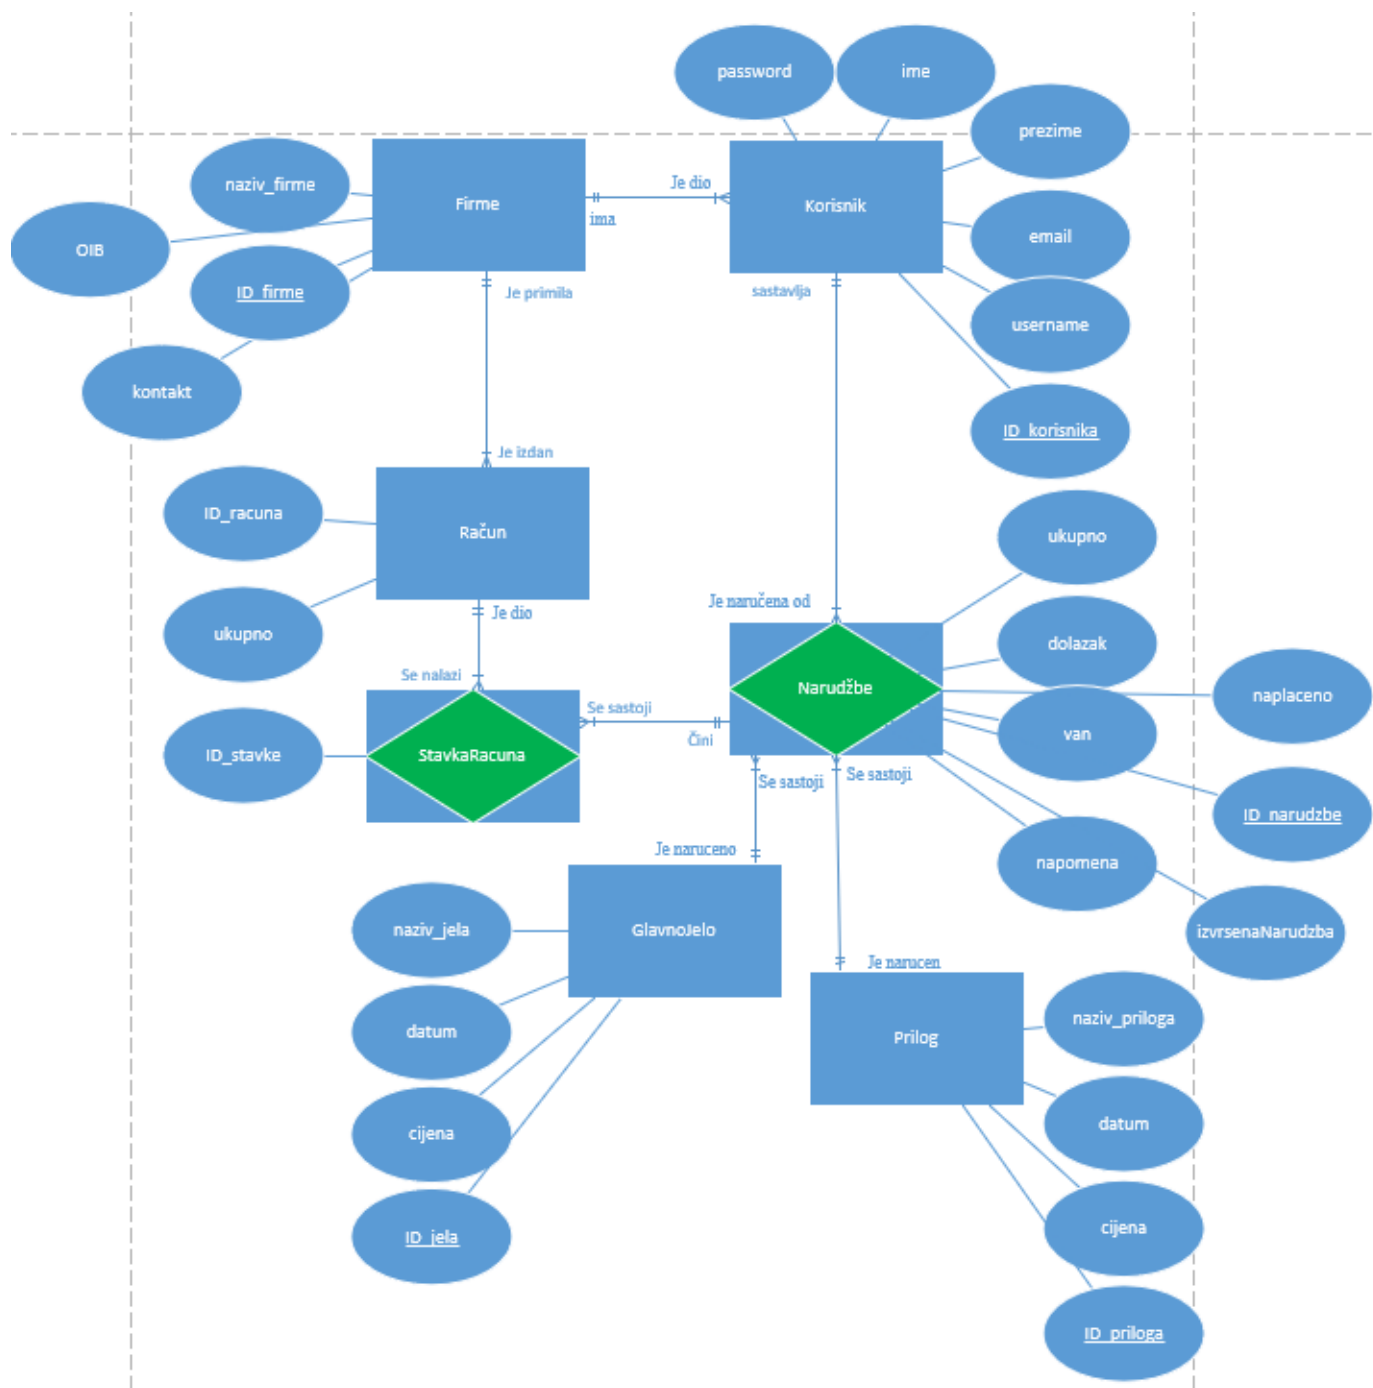 password
ime
prezime
naziv_firme
Firme
Je dio
Korisnik
ima
email
OIB
ID_firme
Je primila
sastavlja
username
kontakt
ID_korisnika
Je izdan
ID_racuna
Račun
ukupno
Je naručena od
Je dio
ukupno
dolazak
Se nalazi
Narudžbe
naplaceno
Se sastoji
Čini
van
ID_stavke
StavkaRacuna
Se sastoji
Se sastoji
ID_narudzbe
Je naruceno
napomena
naziv_jela
GlavnoJelo
izvrsenaNarudzba
Je narucen
naziv_priloga
datum
Prilog
datum
cijena
cijena
ID_jela
ID_priloga